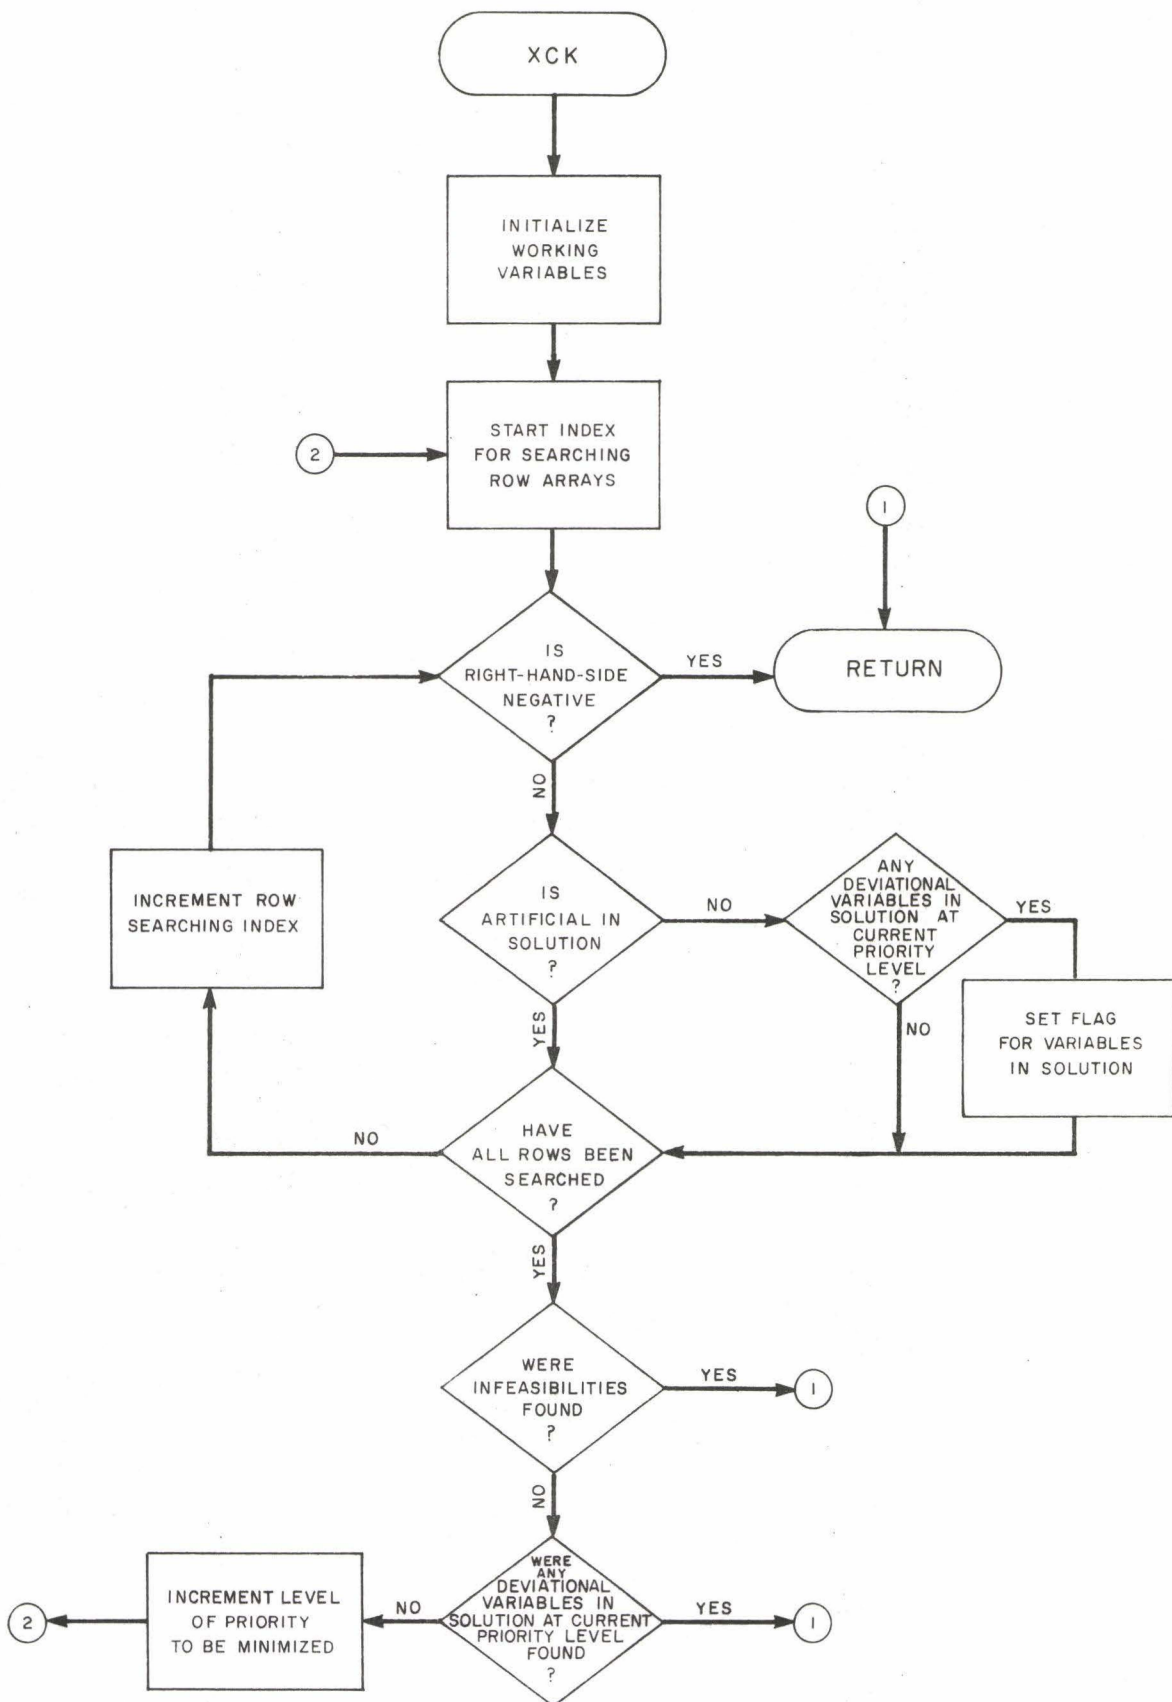 XCK
INITIALIZE
WORKING
VARIABLES
START INDEX
FOR SEARCHING
ROW ARRAYS
2
1
IS
RIGHT-HAND-SIDE
NEGATIVE
?
YES
RETURN
NO
INCREMENT ROW
SEARCHING INDEX
IS
ARTIFICIAL IN
SOLUTION
?
NO
ANY
DEVIATIONAL
VARIABLES IN
SOLUTION AT
CURRENT
PRIORITY
LEVEL
?
YES
YES
NO
SET FLAG
FOR VARIABLES
IN SOLUTION
NO
HAVE
ALL ROWS BEEN
SEARCHED
?
YES
WERE
INFEASIBILITIES
FOUND
?
YES
1
NO
WERE
ANY
DEVIATIONAL
VARIABLES IN
SOLUTION AT CURRENT
PRIORITY LEVEL
FOUND
?
YES
1
NO
INCREMENT LEVEL
OF PRIORITY
TO BE MINIMIZED
2